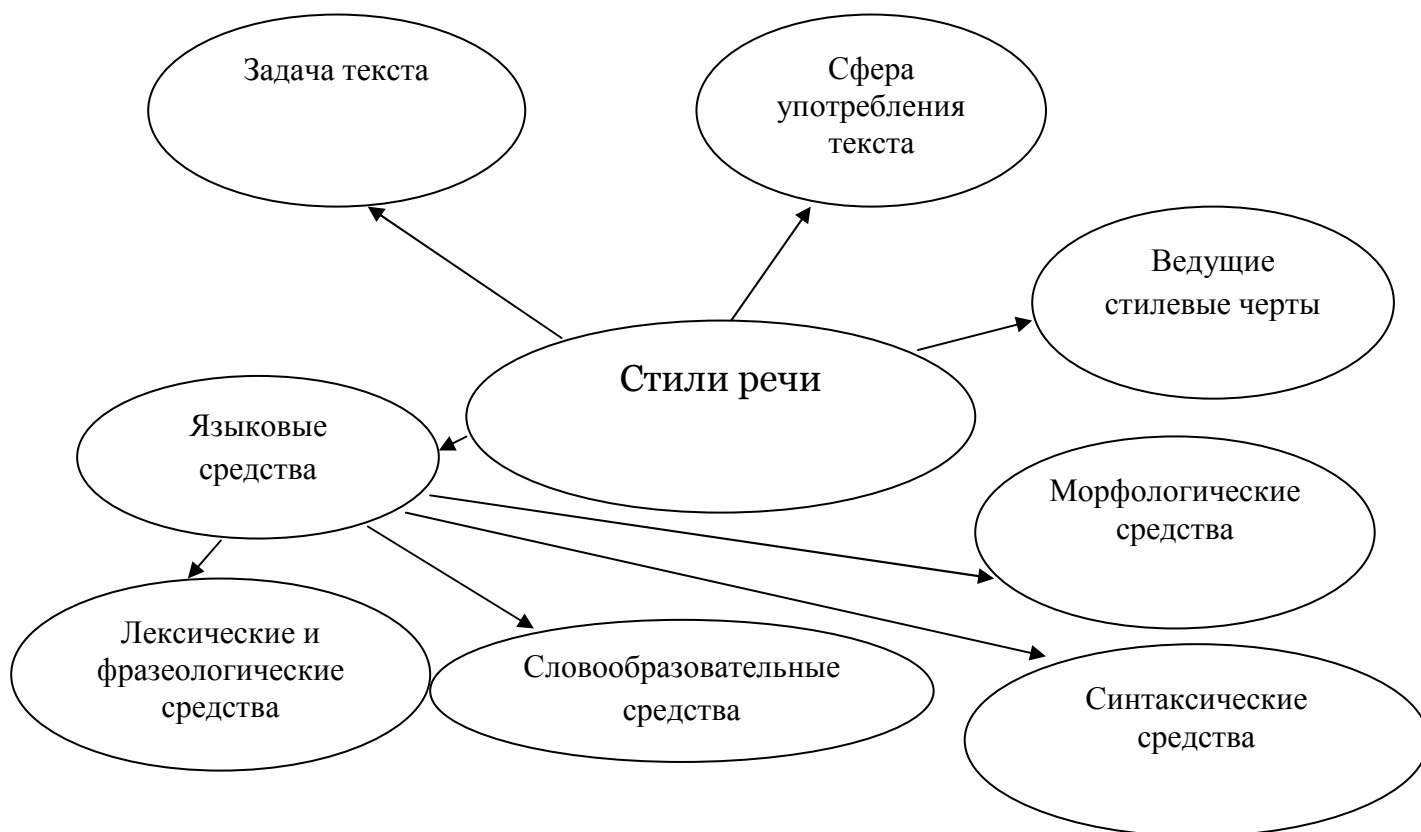 Задача текста
Сфера
употребления
текста
Ведущие
стилевые черты
Стили речи
Языковые
средства
Морфологические
средства
Лексические и
фразеологические
средства
Словообразовательные
средства
Синтаксические
средства